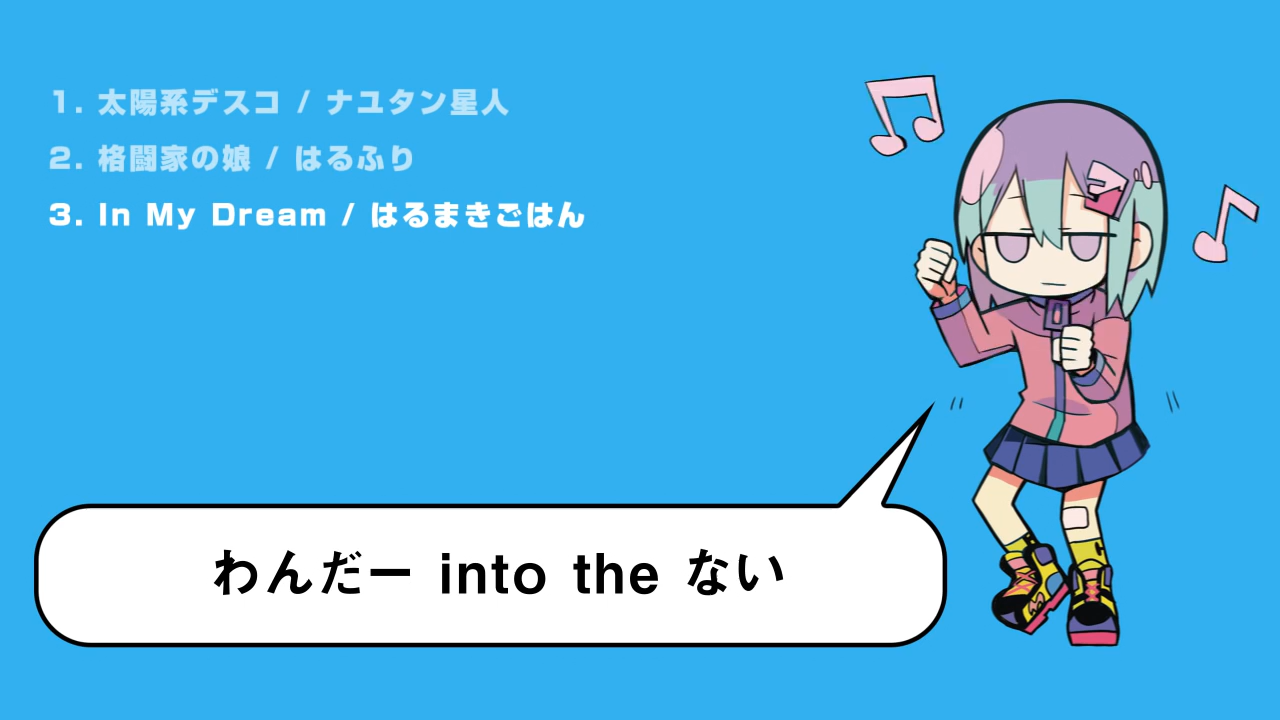 1. 太陽系デスコ / ナユタン星人
2. 格闘家の娘 / はるふり
3. In My Dream / はるまきごはん
わんだー into the ない